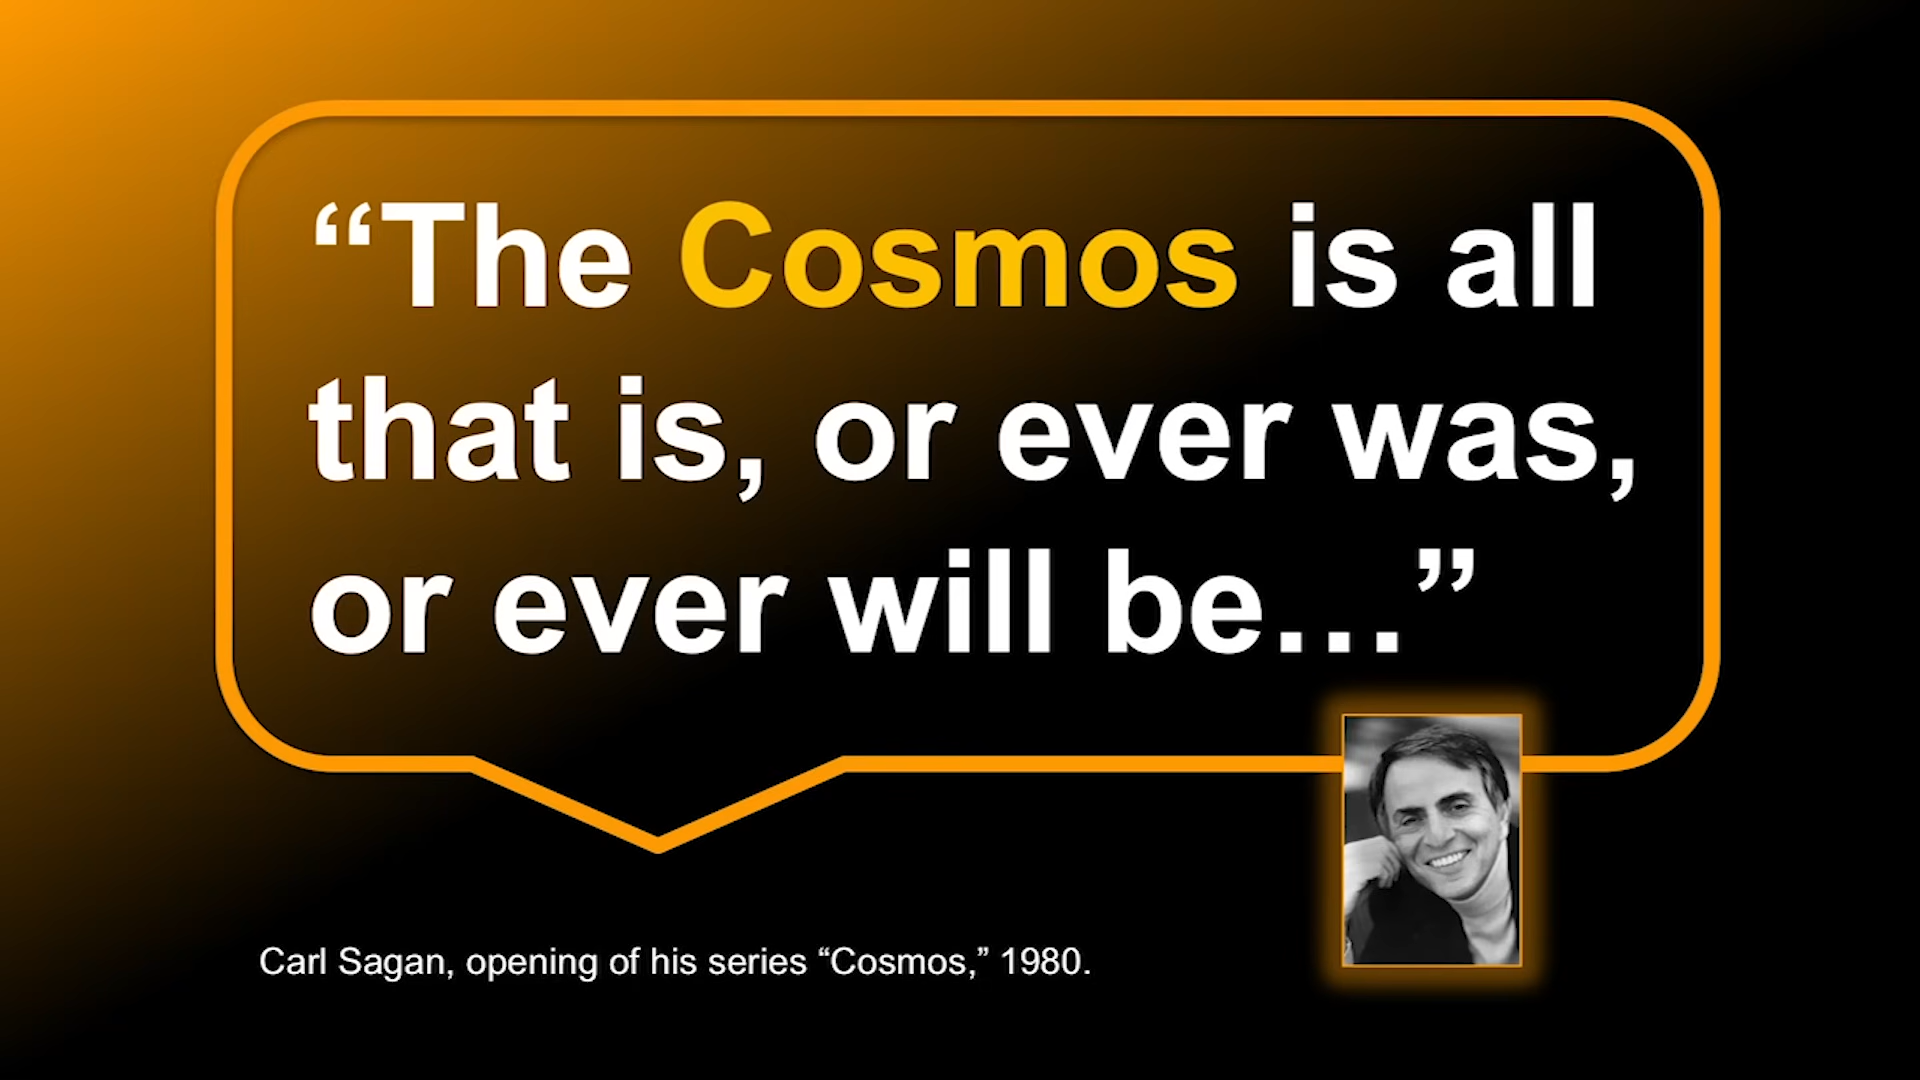 “The Cosmos is all
that is, or ever was,
or ever will be…”
Carl Sagan, opening of his series “Cosmos,” 1980.